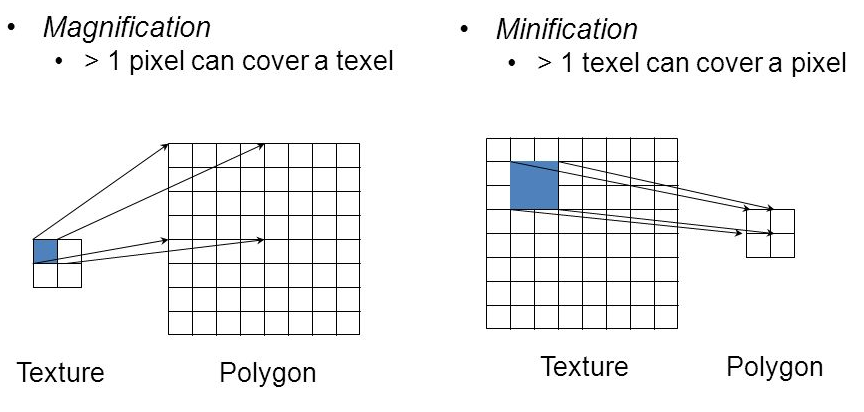 • Magnification
• > 1 pixel can cover a texel
• Minification
• > 1 texel can cover a pixel
Texture
Polygon
Texture
Polygon